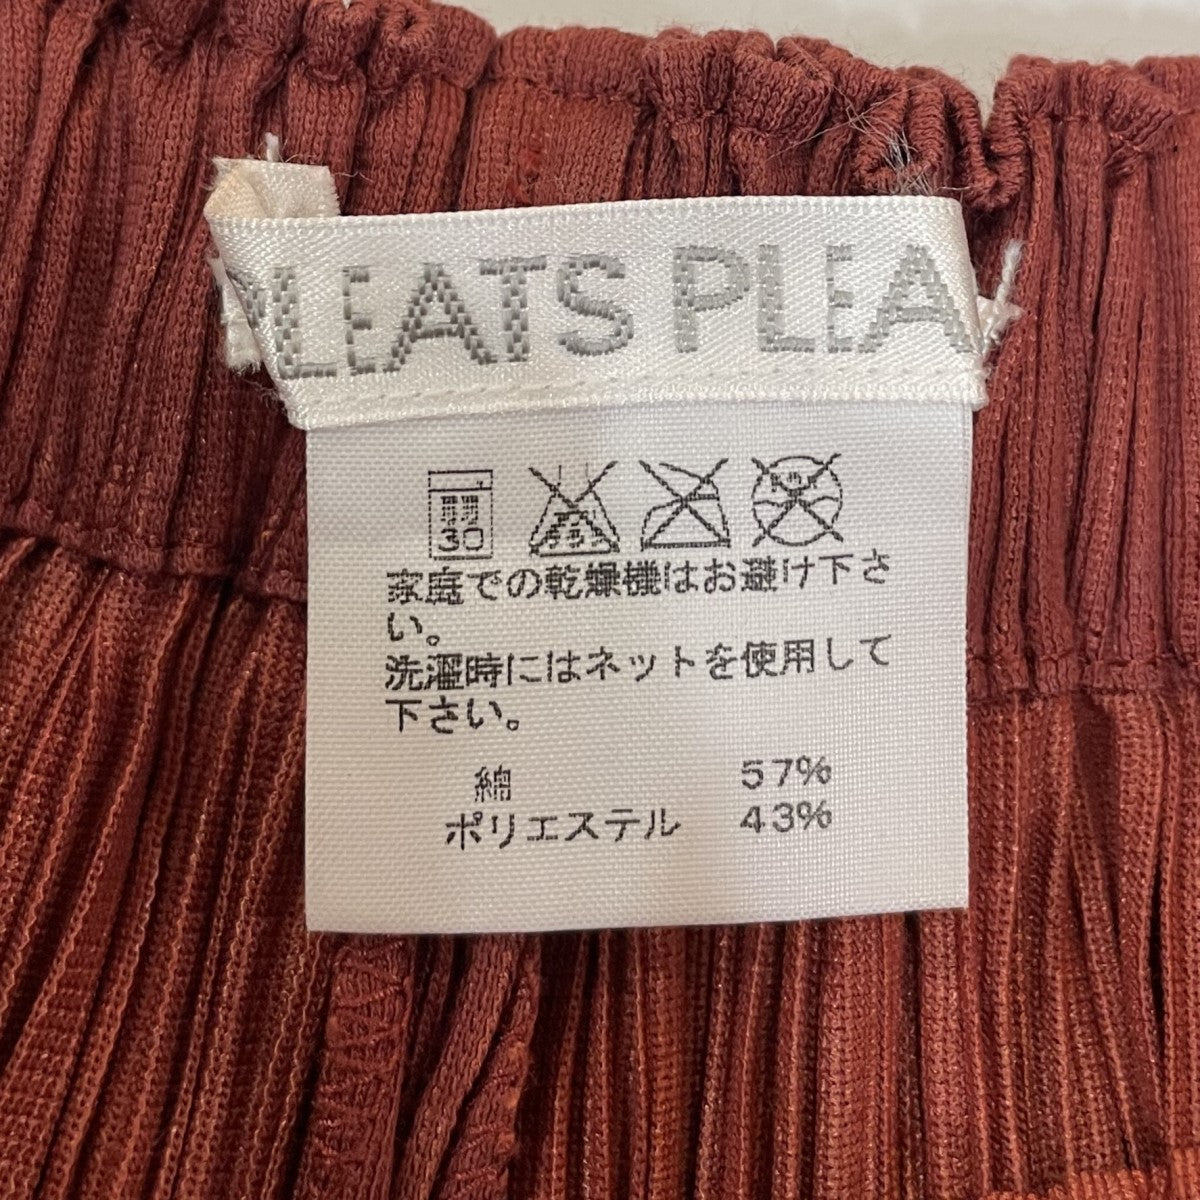 PLEATS PLEA
30
家庭での乾燥機はお避け下さ
い。
洗濯時にはネットを使用して
下さい。
綿 57%
ポリエステル 43%